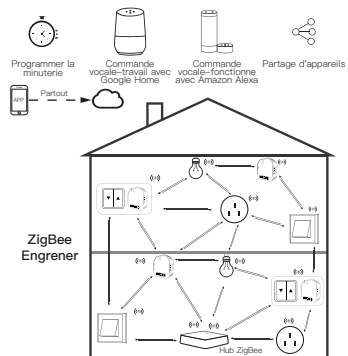 Programmer la
minuterie
Commande
vocale-travail avec
Google Home
Commande
vocale-fonctionne
avec Amazon Alexa
Partage d'appareils
APP
Partout
ZigBee
Engrener
Hub ZigBee